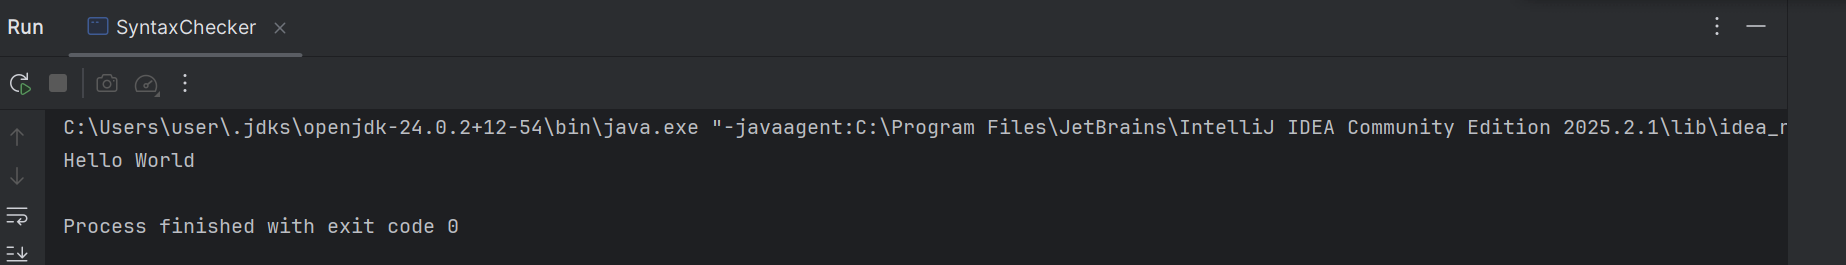 Run SyntaxChecker
C:\Users\user\.jdks\openjdk-24.0.2+12-54\bin\java.exe "-javaagent:C:\Program Files\JetBrains\IntelliJ IDEA Community Edition 2025.2.1\lib\idea_r
Hello World
Process finished with exit code 0